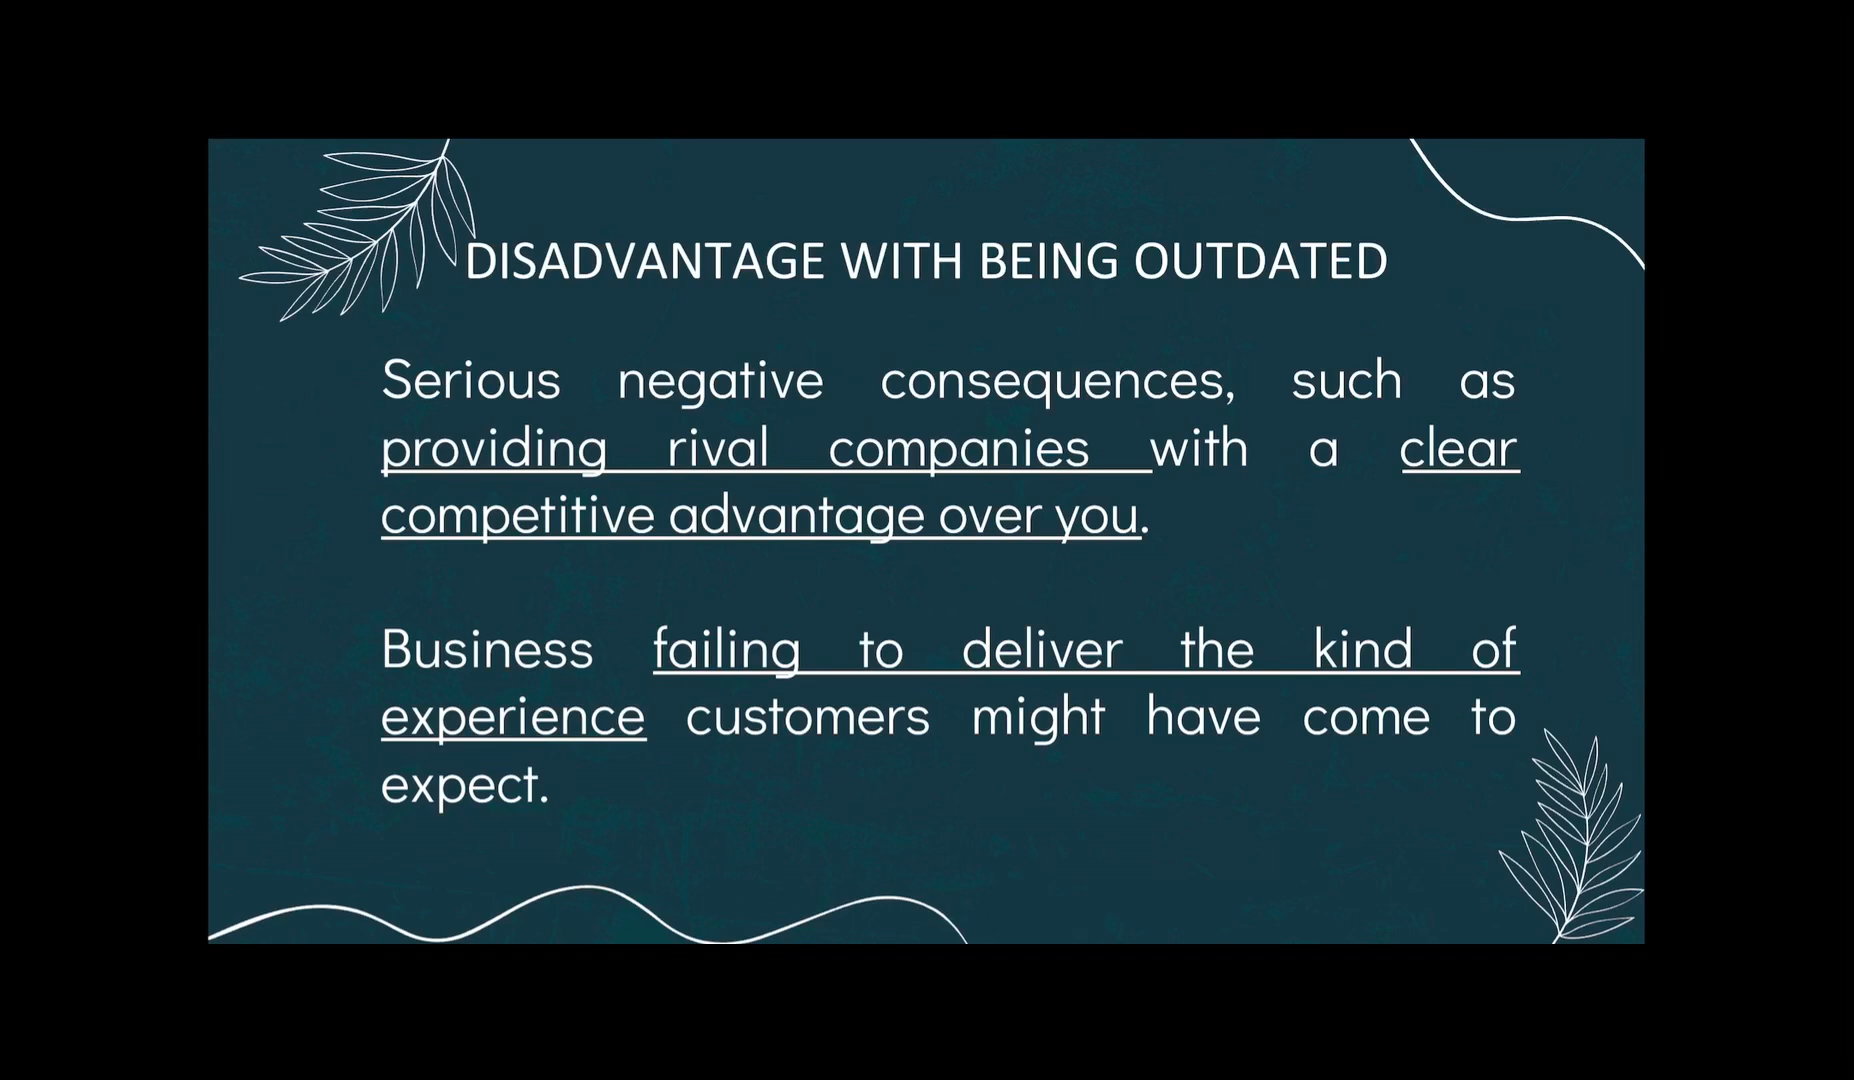 DISADVANTAGE WITH BEING OUTDATED
Serious negative consequences, such as
providing rival companies with a clear
competitive advantage over you.
Business failing to deliver the kind of
experience customers might have come to
expect.